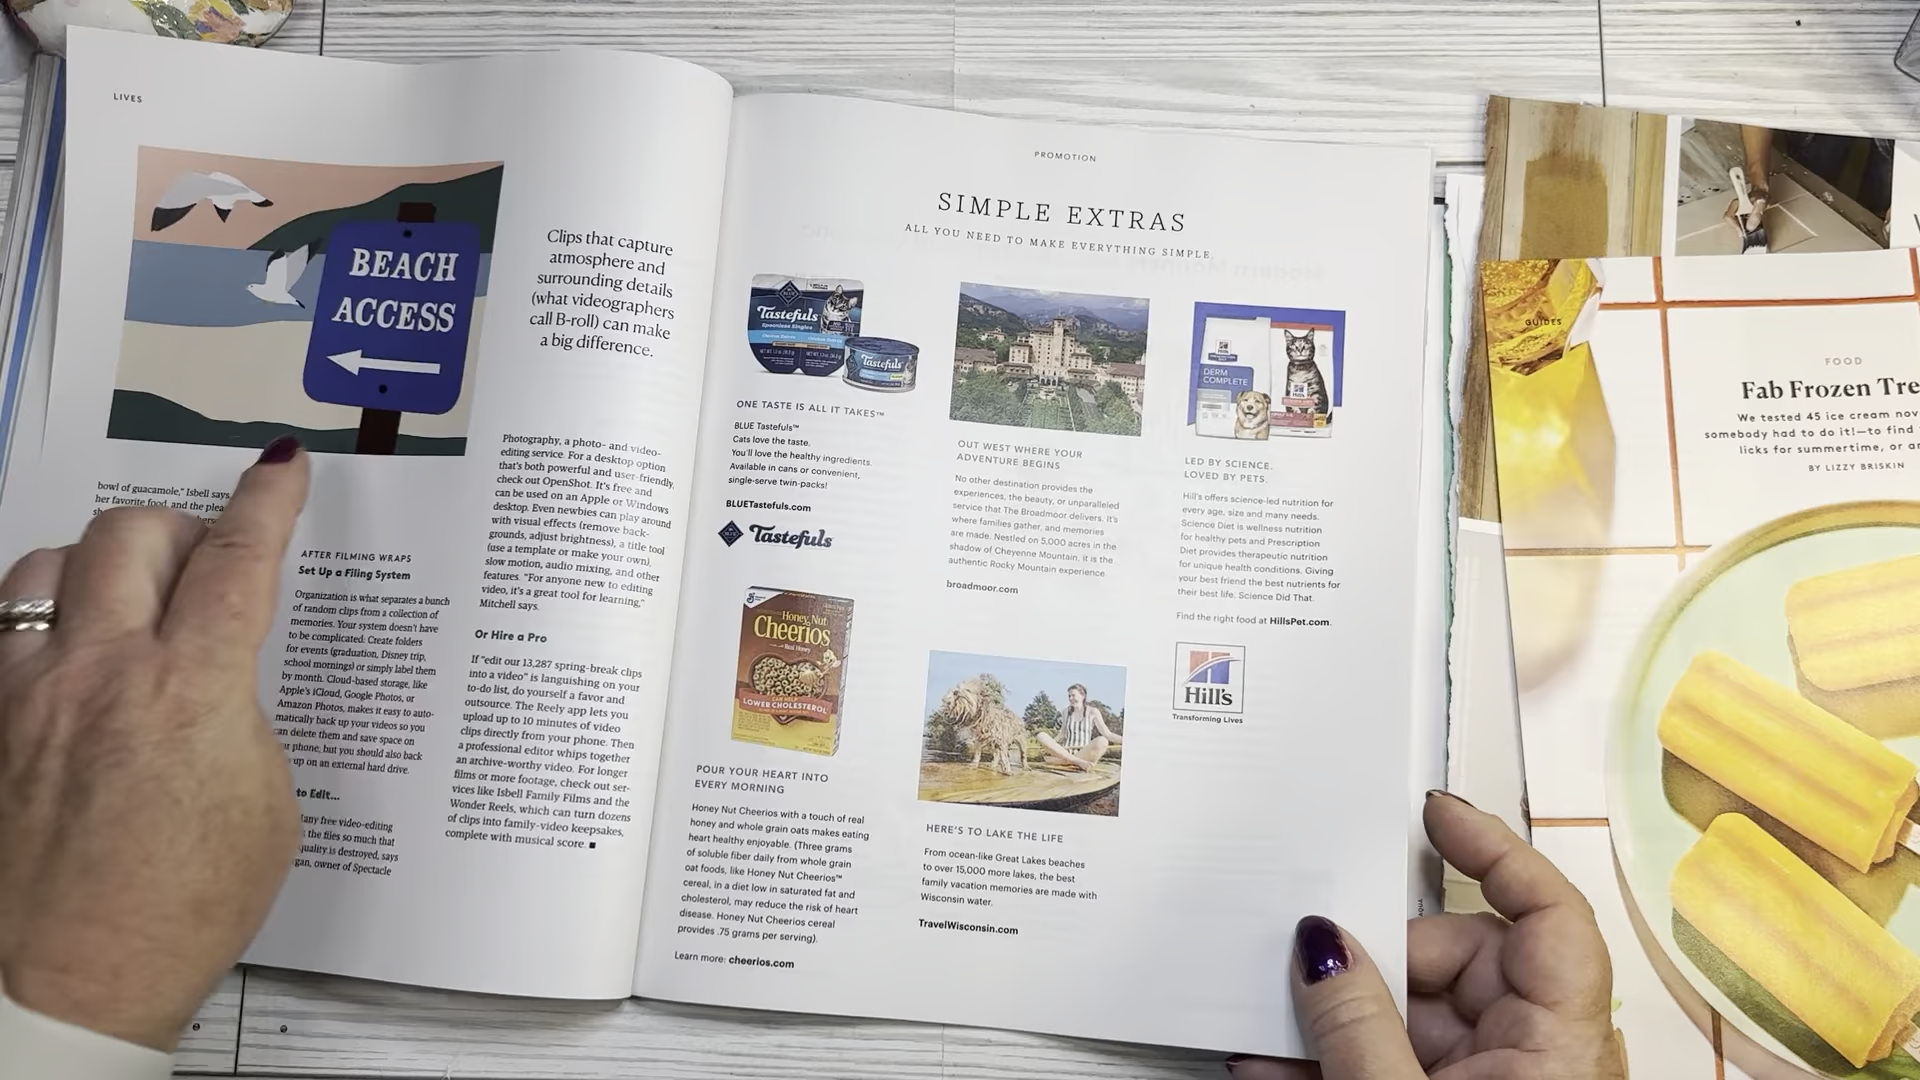 LIVES
BEACH
ACCESS
Clips that capture
atmosphere and
surrounding details
(what videographers
call B-roll) can make
a big difference.
bowl of guacamole," Isbell says.
her favorite food, and the
AFTER FILMING WRAPS
Set Up a Filing System
Organization is what separates a bunch
of random clips from a collection of
memories. Your system doesn't have
to be complicated: Create folders
for events (graduation, Disney trip,
school mornings) or simply label them
by month. Cloud-based storage, like
Apple's iCloud, Google Photos, or
Amazon Photos, makes it easy to auto-
matically back up your videos so you
can delete them and save space on
phone, but you should also back
up on an external hard drive.
to Edit...
any free video-editing
the files so much that
quality is destroyed, says
owner of Spectacle
Photography, a photo- and video-
editing service. For a desktop option
that's both powerful and user-friendly,
check out OpenShot. It's free and
can be used on an Apple or Windows
desktop. Even newbies can play around
with visual effects (remove back-
grounds, adjust brightness), a title tool
(use a template or make your own),
slow motion, audio mixing, and other
features. "For anyone new to editing
video, it's a great tool for learning,"
Mitchell says.
Or Hire a Pro
If "edit our 13,287 spring-break clips
into a video" is languishing on your
to-do list, do yourself a favor and
outsource. The Reely app lets you
upload up to 10 minutes of video
clips directly from your phone. Then
a professional editor whips together
an archive-worthy video. For longer
films or more footage, check out ser-
vices like Isbell Family Films and the
Wonder Reels, which can turn dozens
of clips into family-video keepsakes,
complete with musical score. ■
PROMOTION
SIMPLE EXTRAS
ALL YOU NEED TO MAKE EVERYTHING SIMPLE.
Tastefuls
Spoonless Singles
Tastefuls
ONE TASTE IS ALL IT TAKES™
BLUE Tastefuls™
Cats love the taste.
You'll love the healthy ingredients.
Available in cans or convenient,
single-serve twin-packs!
BLUETastefuls.com
Tastefuls
Honey Nut
Cheerios
CAN HELP
LOWER CHOLESTEROL
POUR YOUR HEART INTO
EVERY MORNING
Honey Nut Cheerios with a touch of real
honey and whole grain oats makes eating
heart healthy enjoyable. (Three grams
of soluble fiber daily from whole grain
oat foods, like Honey Nut Cheerios™
cereal, in a diet low in saturated fat and
cholesterol, may reduce the risk of heart
disease. Honey Nut Cheerios cereal
provides .75 grams per serving).
Learn more: cheerios.com
OUT WEST WHERE YOUR
ADVENTURE BEGINS
No other destination provides the
experiences, the beauty, or unparalleled
service that The Broadmoor delivers. It's
where families gather, and memories
are made. Nestled on 5,000 acres in the
shadow of Cheyenne Mountain, it is the
authentic Rocky Mountain experience
broadmoor.com
HERE'S TO LAKE THE LIFE
From ocean-like Great Lakes beaches
to over 15,000 more lakes, the best
family vacation memories are made with
Wisconsin water.
TravelWisconsin.com
DERM
COMPLETE
LED BY SCIENCE.
LOVED BY PETS.
Hill's offers science-led nutrition for
every age, size and many needs.
Science Diet is wellness nutrition
for healthy pets and Prescription
Diet provides therapeutic nutrition
for unique health conditions. Giving
your best friend the best nutrients for
their best life. Science Did That.
Find the right food at HillsPet.com.
Hill's
Transforming Lives
GUIDES
FOOD
Fab Frozen Tre
We tested 45 ice cream nov
somebody had to do it!—to find
licks for summertime, or a
BY LIZZY BRISKIN